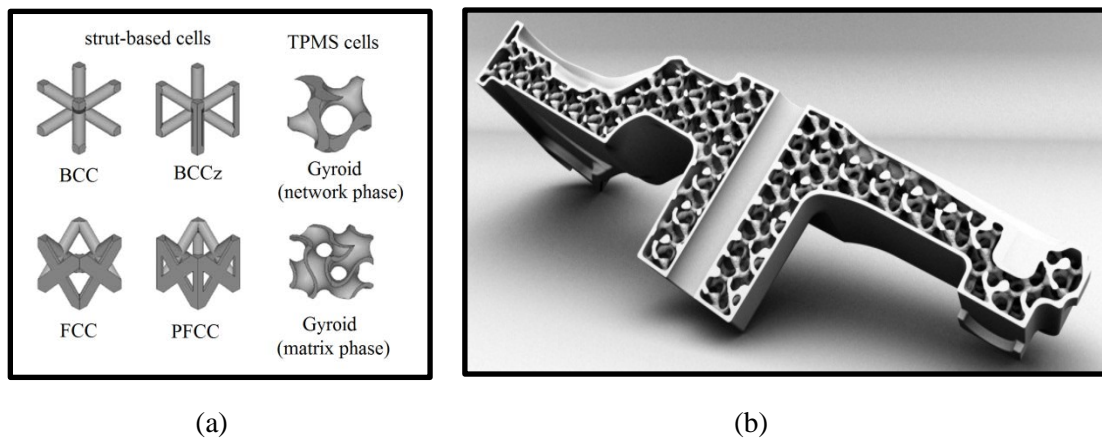 strut-based cells TPMS cells
BCC BCCz Gyroid
(network phase)
FCC PFCC Gyroid
(matrix phase)
(a) (b)